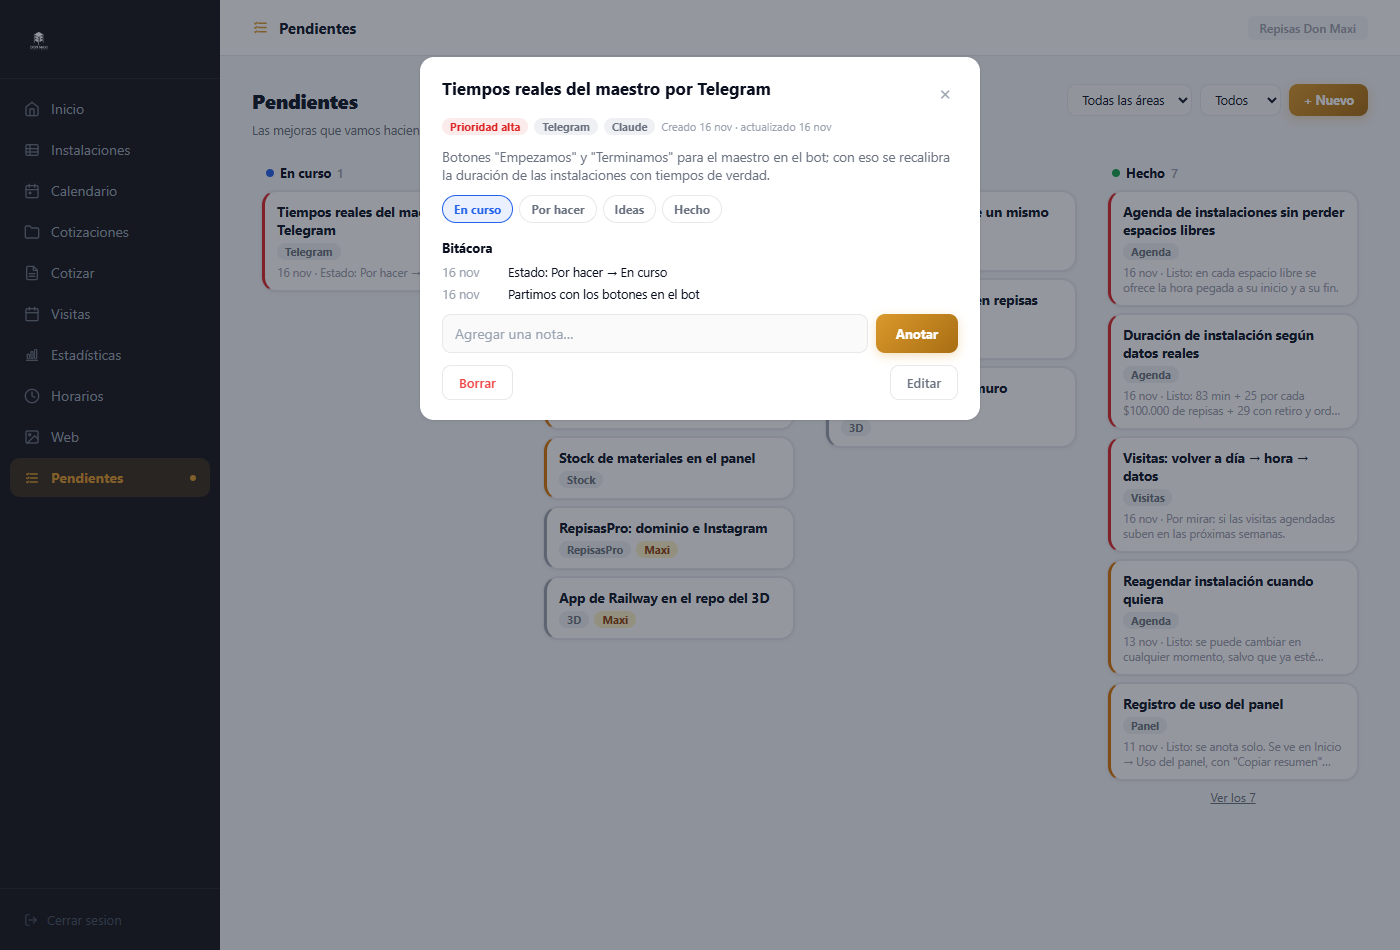 Inicio
Instalaciones
Calendario
Cotizaciones
Cotizar
Visitas
Estadísticas
Horarios
Web
Pendientes
Cerrar sesion
Pendientes
Repisas Don Maxi
Pendientes
Las mejoras que vamos hacien
Todas las áreas
Todos
+ Nuevo
En curso 1
Tiempos reales del ma
Telegram
Telegram
16 nov · Estado: Por hacer →
Tiempos reales del maestro por Telegram
×
Prioridad alta
Telegram
Claude
Creado 16 nov · actualizado 16 nov
Botones "Empezamos" y "Terminamos" para el maestro en el bot; con eso se recalibra
la duración de las instalaciones con tiempos de verdad.
En curso
Por hacer
Ideas
Hecho
Bitácora
16 nov Estado: Por hacer → En curso
16 nov Partimos con los botones en el bot
Agregar una nota...
Anotar
Borrar
Editar
Stock de materiales en el panel
Stock
RepisasPro: dominio e Instagram
RepisasPro
Maxi
App de Railway en el repo del 3D
3D
Maxi
un mismo
en repisas
3D
Hecho 7
Agenda de instalaciones sin perder
espacios libres
Agenda
16 nov · Listo: en cada espacio libre se
ofrece la hora pegada a su inicio y a su fin.
Duración de instalación según
datos reales
Agenda
16 nov · Listo: 83 min + 25 por cada
$100.000 de repisas + 29 con retiro y ord...
Visitas: volver a día → hora →
datos
Visitas
16 nov · Por mirar: si las visitas agendadas
suben en las próximas semanas.
Reagendar instalación cuando
quiera
Agenda
13 nov · Listo: se puede cambiar en
cualquier momento, salvo que ya esté...
Registro de uso del panel
Panel
11 nov · Listo: se anota solo. Se ve en Inicio
→ Uso del panel, con "Copiar resumen"...
Ver los 7